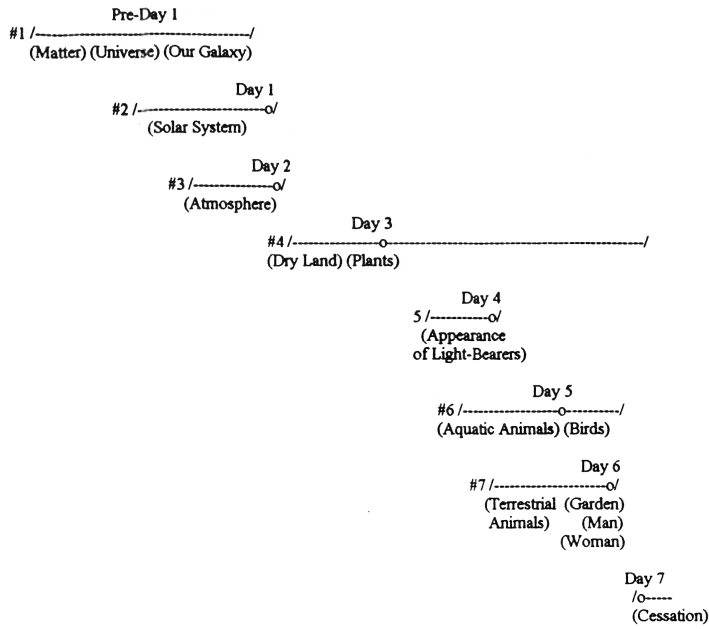 Pre-Day 1
#1 /-----------------------------------/
(Matter) (Universe) (Our Galaxy)
Day 1
#2 /---------------------o/
(Solar System)
Day 2
#3 /--------------o/
(Atmosphere)
Day 3
#4 /---------------o-------------------------------------------/
(Dry Land) (Plants)
Day 4
5 /-----------o/
(Appearance
of Light-Bearers)
Day 5
#6 /----------------o----------/
(Aquatic Animals) (Birds)
Day 6
#7 /-------------------o/
(Terrestrial (Garden)
Animals) (Man)
(Woman)
Day 7
/o-----
(Cessation)